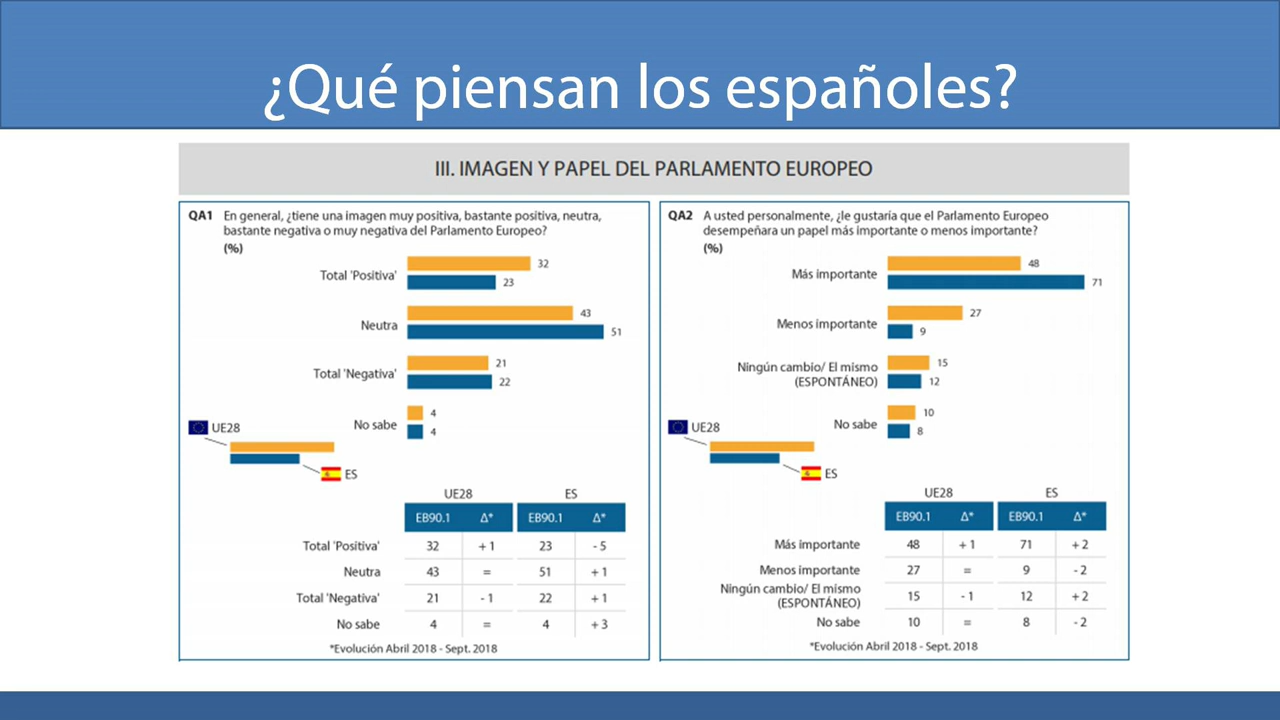 ¿Qué piensan los españoles?
III. IMAGEN Y PAPEL DEL PARLAMENTO EUROPEO
QA1 En general, ¿tiene una imagen muy positiva, bastante positiva, neutra,
bastante negativa o muy negativa del Parlamento Europeo?
(%)
Total 'Positiva' 32
23
Neutra 43
51
Total 'Negativa' 21
22
No sabe 4
4
UE28
ES
UE28 ES
EB90.1 Δ* EB90.1 Δ*
Total 'Positiva' 32 + 1 23 - 5
Neutra 43 = 51 + 1
Total 'Negativa' 21 - 1 22 + 1
No sabe 4 = 4 + 3
*Evolución Abril 2018 - Sept. 2018
QA2 A usted personalmente, ¿le gustaría que el Parlamento Europeo
desempeñara un papel más importante o menos importante?
(%)
Más importante 48
71
Menos importante 27
9
Ningún cambio/ El mismo 15
(ESPONTÁNEO) 12
No sabe 10
8
UE28
ES
UE28 ES
EB90.1 Δ* EB90.1 Δ*
Más importante 48 + 1 71 + 2
Menos importante 27 = 9 - 2
Ningún cambio/ El mismo
(ESPONTÁNEO) 15 - 1 12 + 2
No sabe 10 = 8 - 2
*Evolución Abril 2018 - Sept. 2018